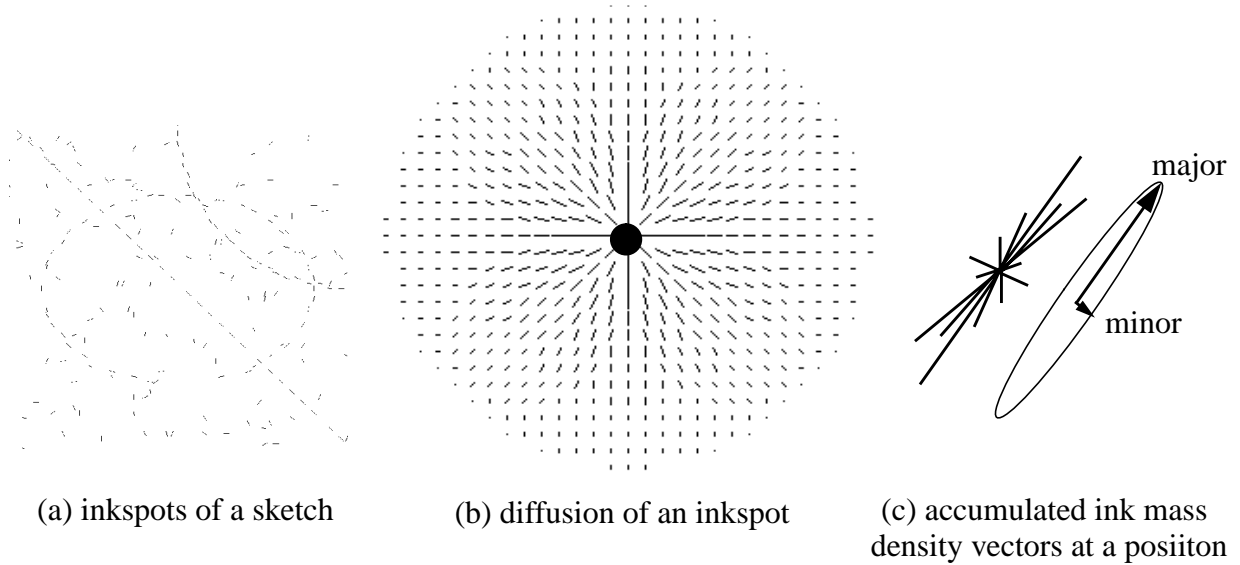 major
minor
(a) inkspots of a sketch
(b) diffusion of an inkspot
(c) accumulated ink mass
density vectors at a posiiton